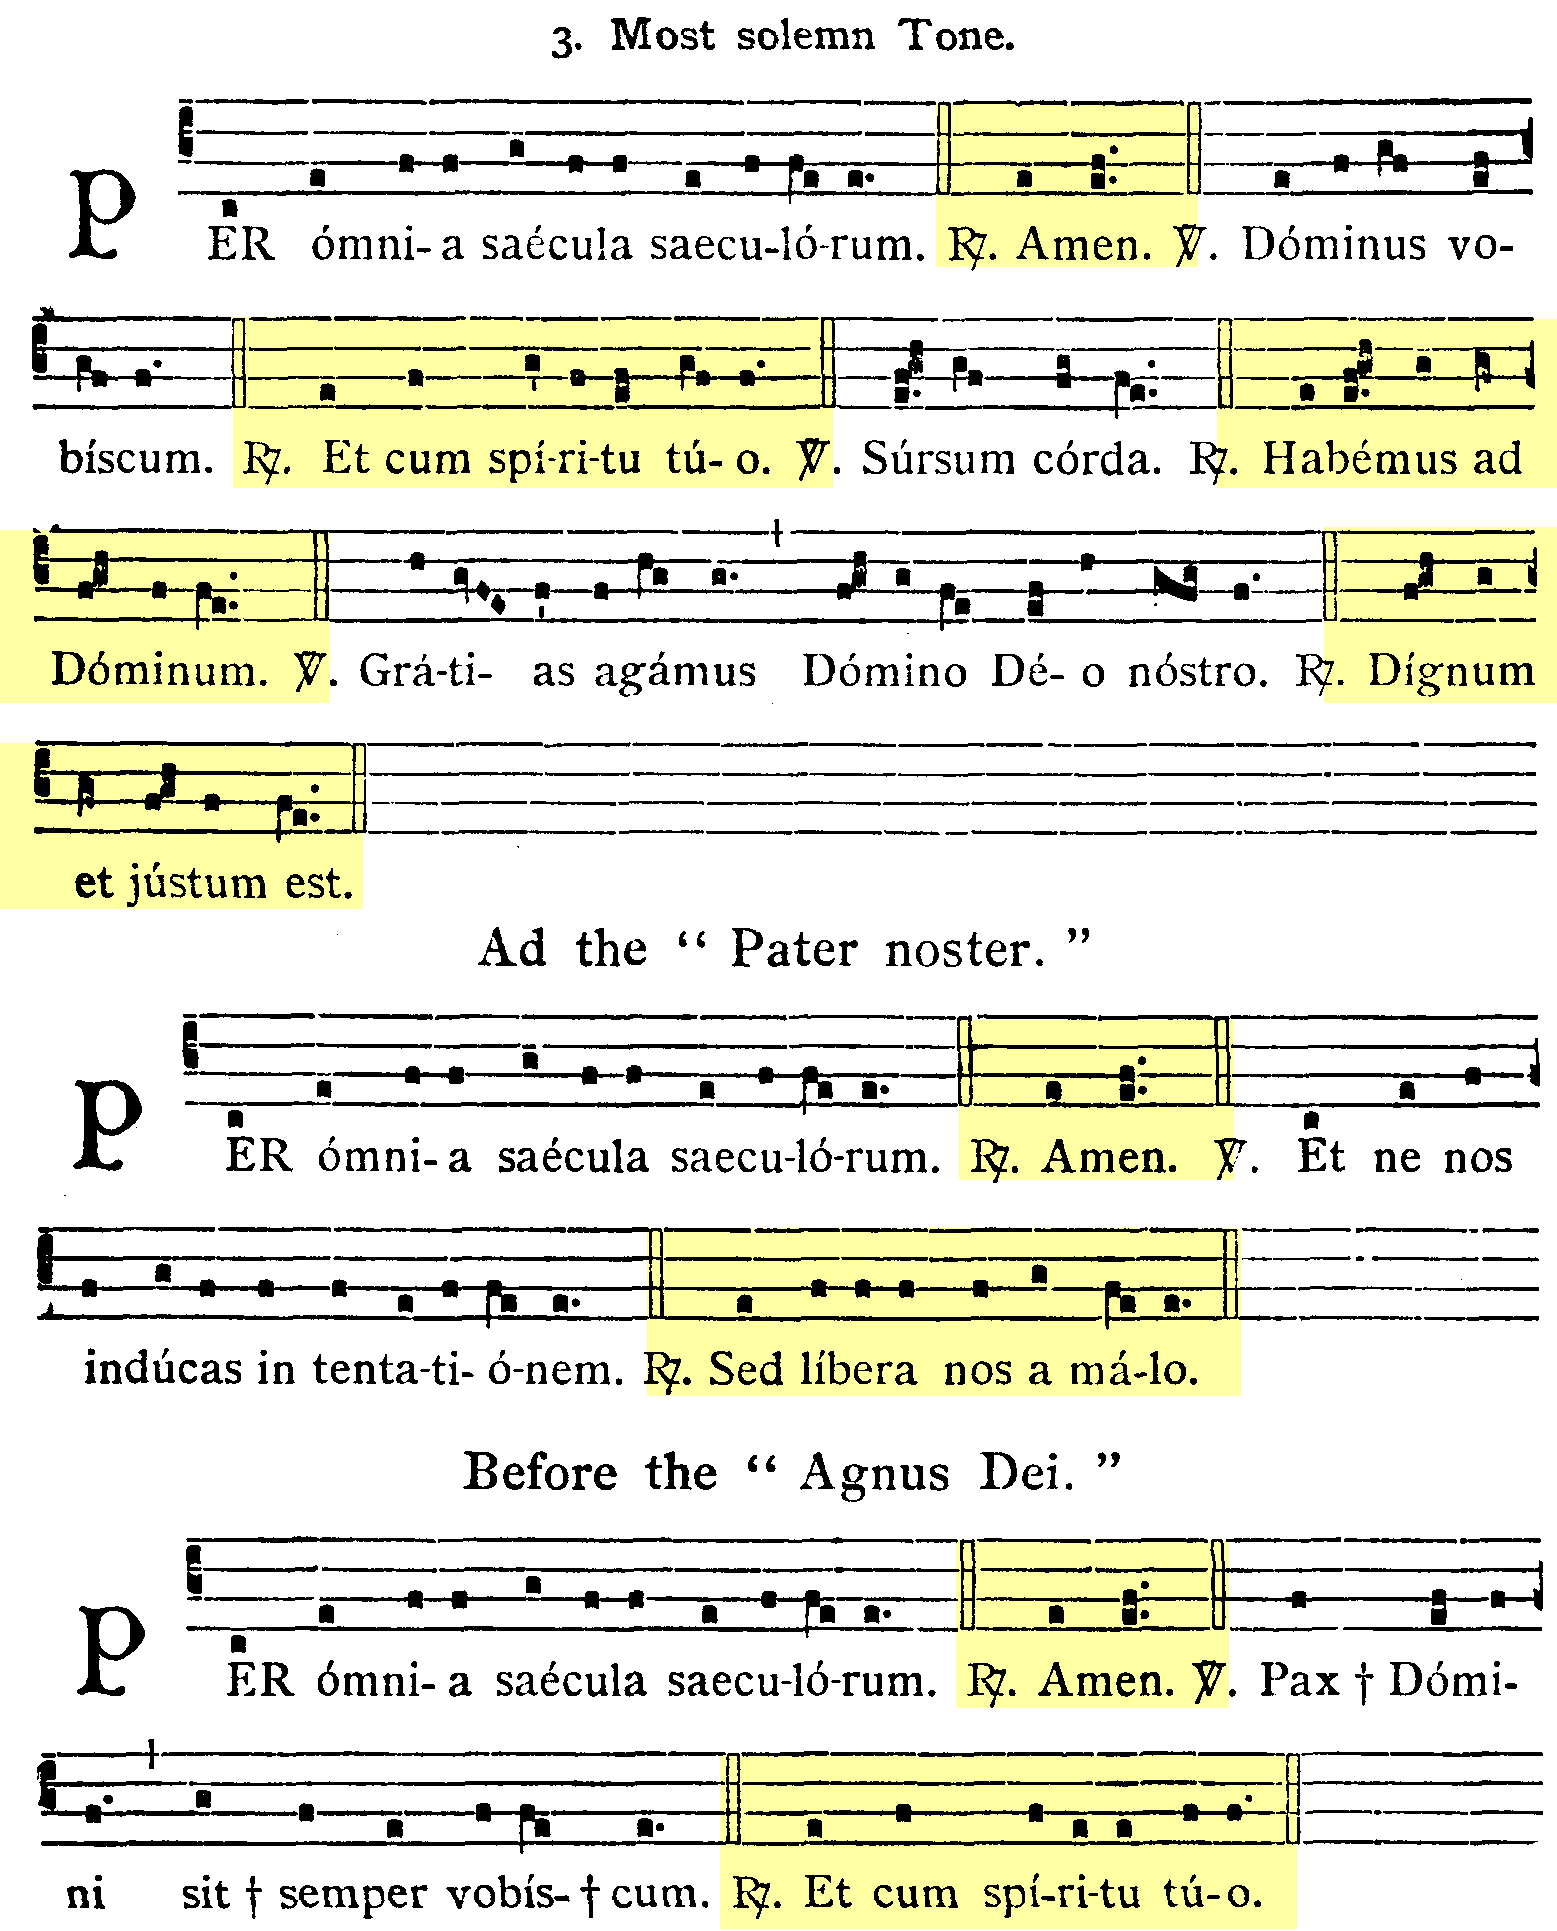 3. Most solemn Tone.
PER ómni-a saécula saecu-ló-rum. ℟. Amen. ℣. Dóminus vo-
bíscum. ℟. Et cum spí-ri-tu tú-o. ℣. Súrsum córda. ℟. Habémus ad
Dóminum. ℣. Grá-ti- as agámus Dómino Dé-o nóstro. ℟. Dígnum
et jústum est.
Ad the “ Pater noster. ”
PER ómni-a saécula saecu-ló-rum. ℟. Amen. ℣. Et ne nos
indúcas in tenta-ti-ó-nem. ℟. Sed líbera nos a má-lo.
Before the “ Agnus Dei. ”
PER ómni-a saécula saecu-ló-rum. ℟. Amen. ℣. Pax † Dómi-
ni sit † semper vobís- † cum. ℟. Et cum spí-ri-tu tú-o.